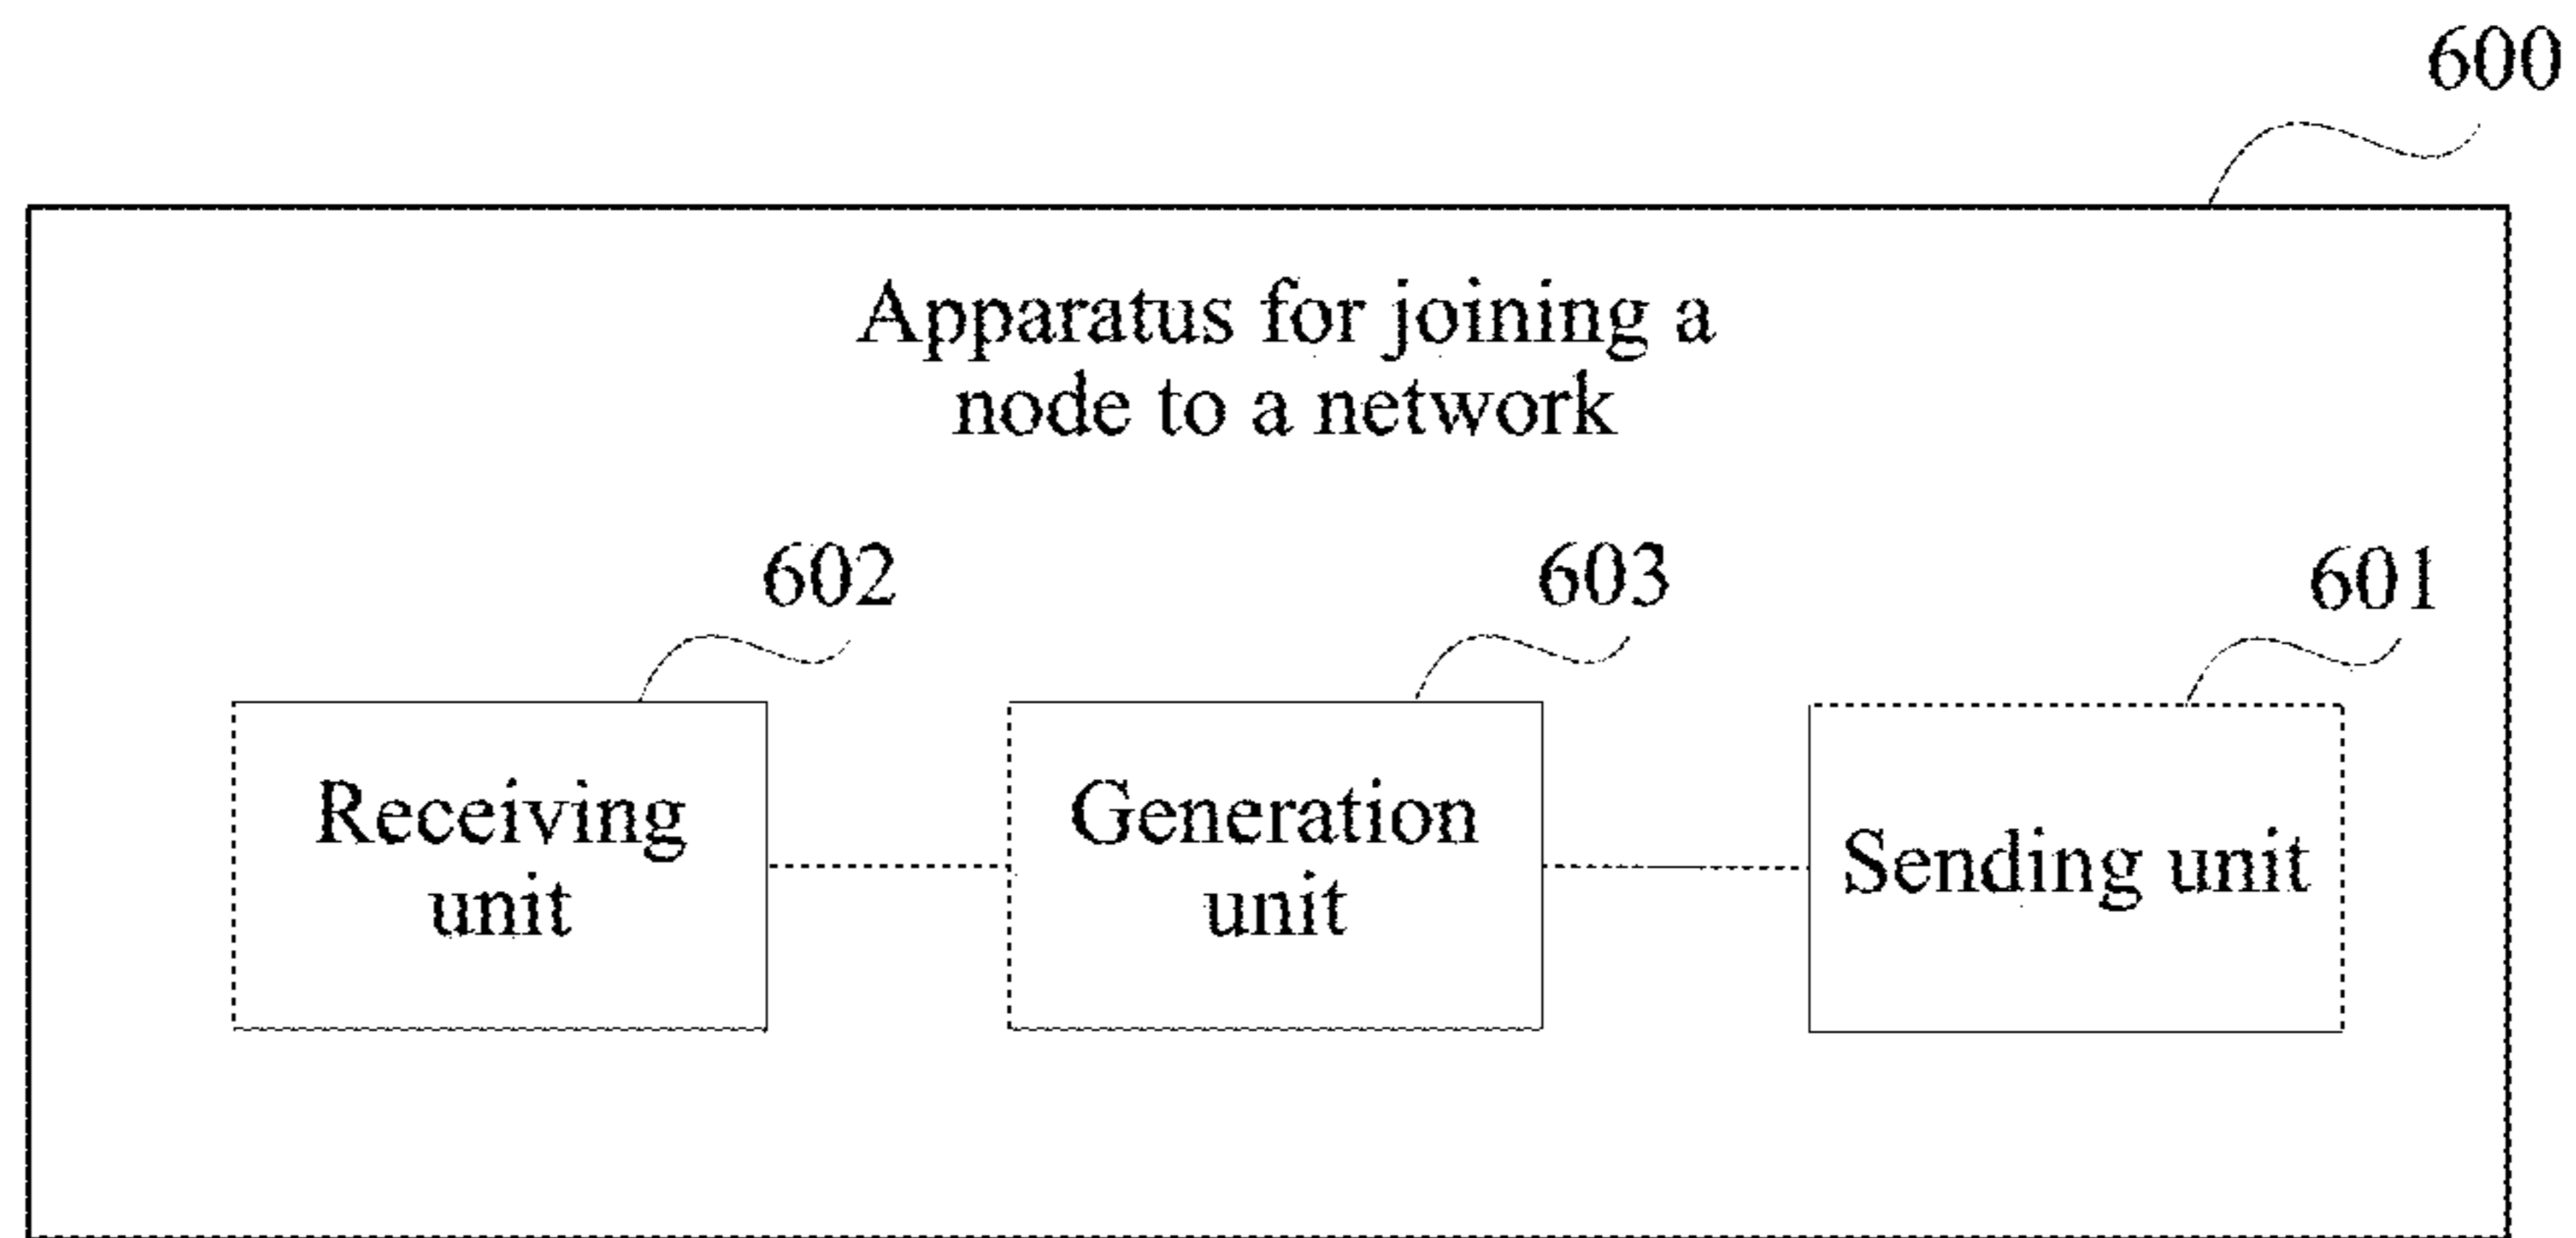 600
Apparatus for joining a
node to a network
602
603
601
Receiving
unit
Generation
unit
Sending unit